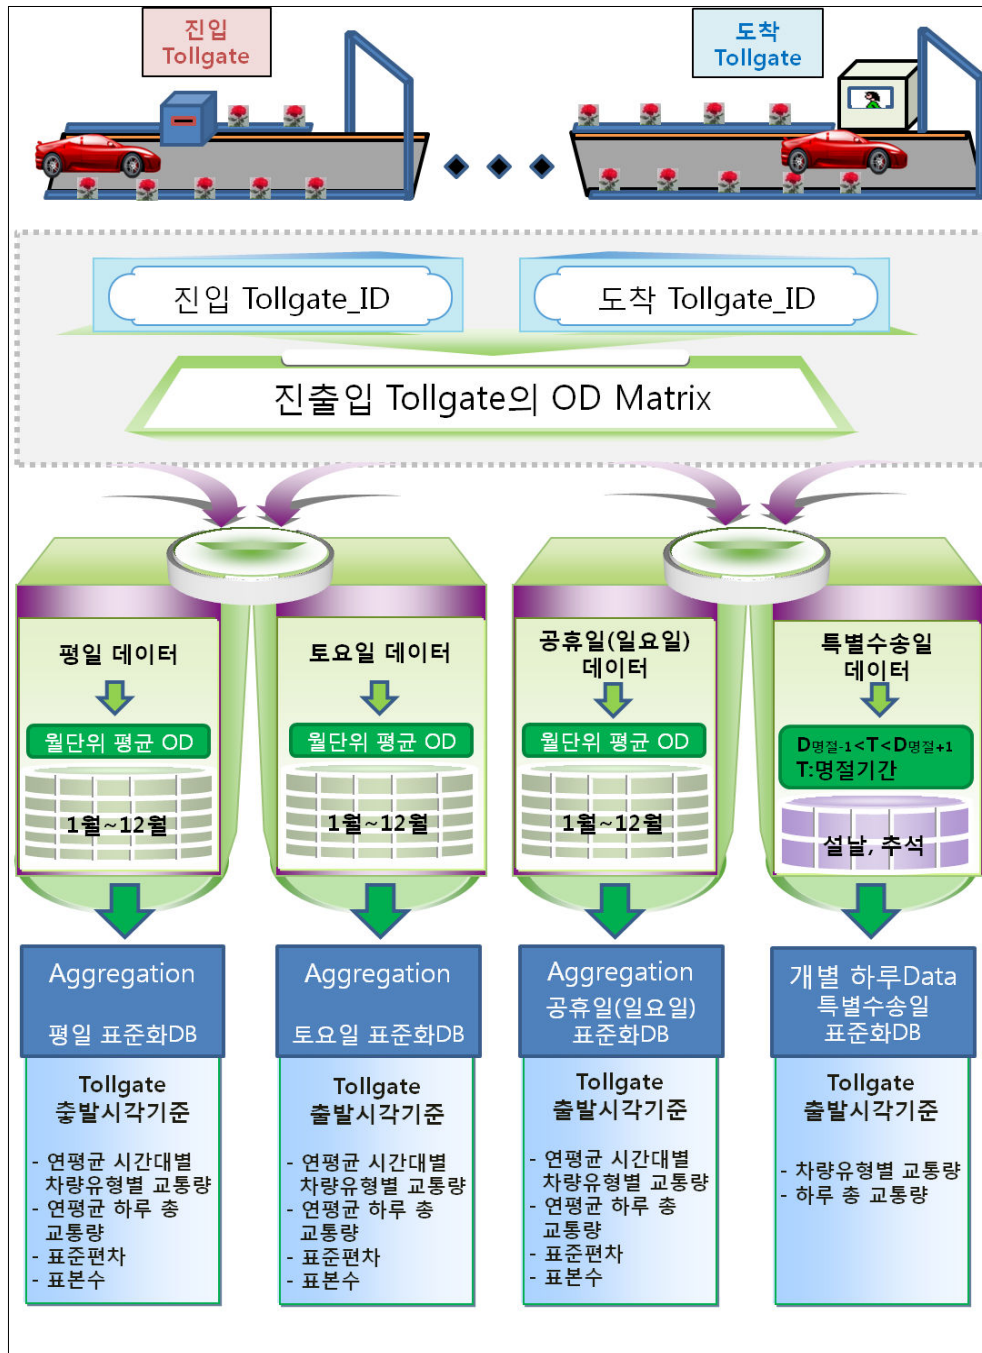 진입
Tollgate
도착
Tollgate
진입 Tollgate_ID
도착 Tollgate_ID
진출입 Tollgate의 OD Matrix
평일 데이터
월단위 평균 OD
1월~12월
토요일 데이터
월단위 평균 OD
1월~12월
공휴일(일요일)
데이터
월단위 평균 OD
1월~12월
특별수송일
데이터
D명절-1<T<D명절+1
T:명절기간
설날, 추석
Aggregation
평일 표준화DB
Aggregation
토요일 표준화DB
Aggregation
공휴일(일요일)
표준화DB
개별 하루Data
특별수송일
표준화DB
Tollgate
출발시각기준
- 연평균 시간대별
차량유형별 교통량
- 연평균 하루 총
교통량
- 표준편차
- 표본수
Tollgate
출발시각기준
- 연평균 시간대별
차량유형별 교통량
- 연평균 하루 총
교통량
- 표준편차
- 표본수
Tollgate
출발시각기준
- 연평균 시간대별
차량유형별 교통량
- 연평균 하루 총
교통량
- 표준편차
- 표본수
Tollgate
출발시각기준
- 차량유형별 교통량
- 하루 총 교통량